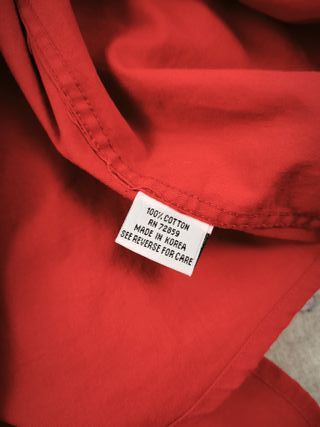 100% COTTON
RN 72859
MADE IN KOREA
SEE REVERSE FOR CARE